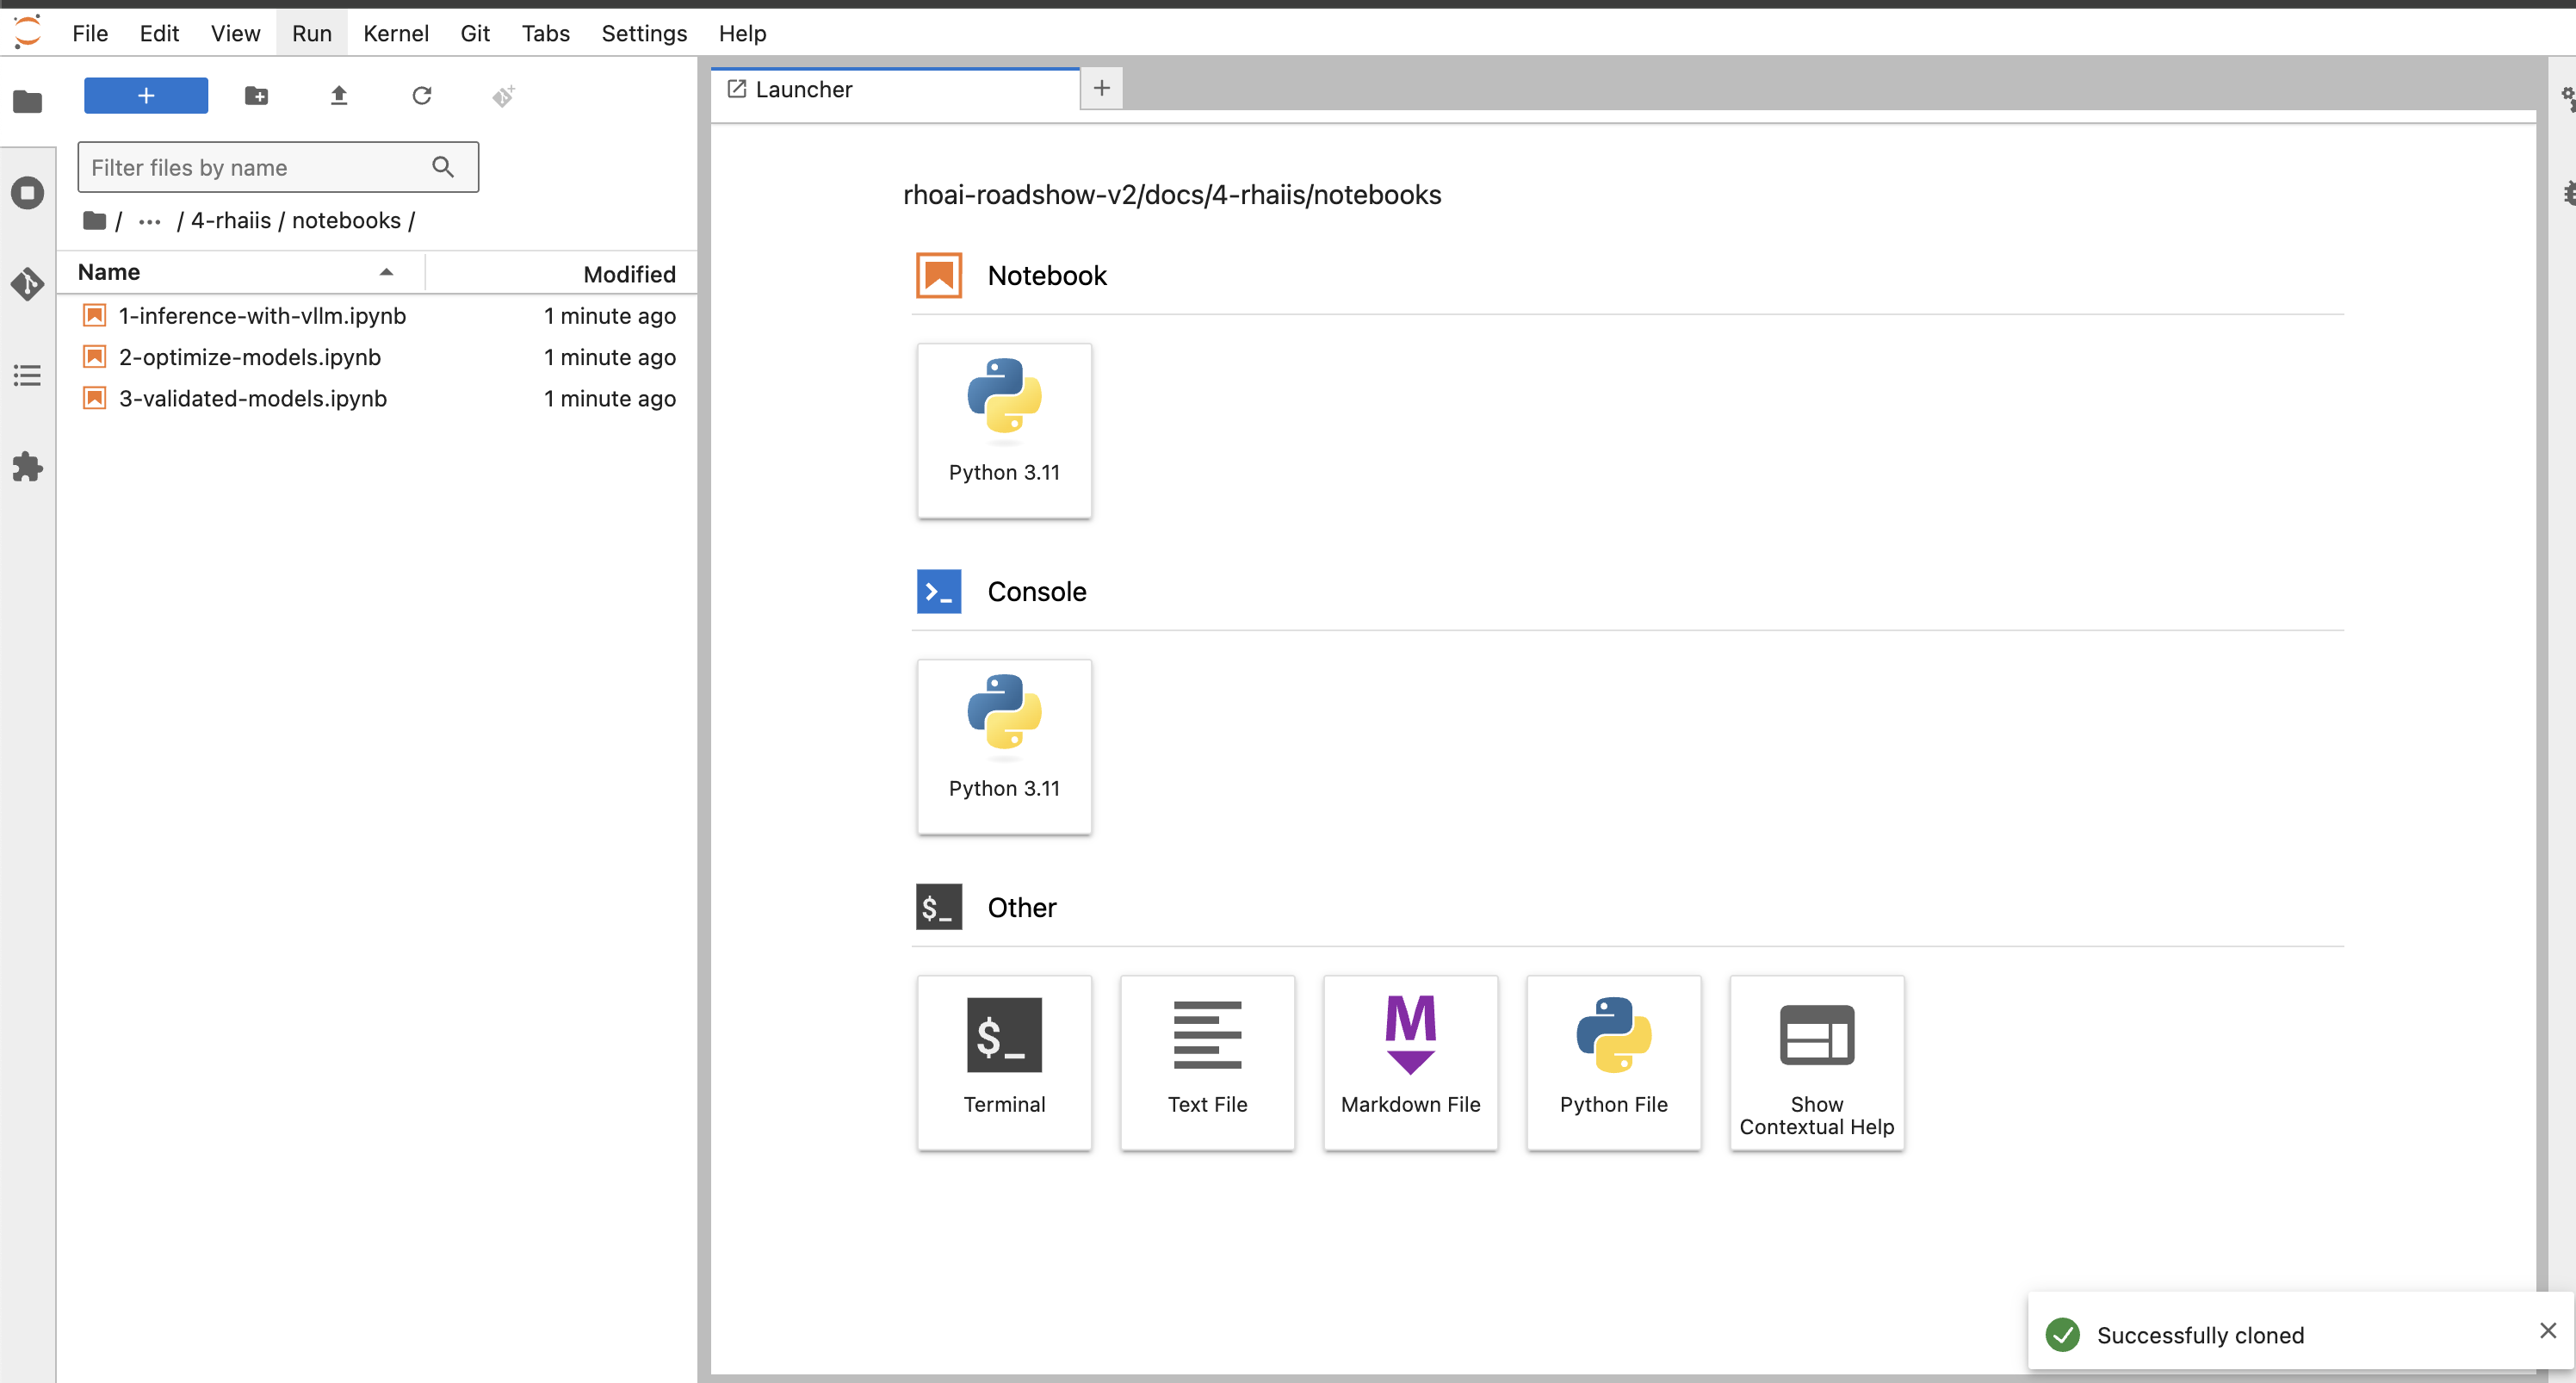 File Edit View Run Kernel Git Tabs Settings Help
Launcher
Filter files by name
/ ... / 4-rhaiis / notebooks /
Name Modified
1-inference-with-vllm.ipynb 1 minute ago
2-optimize-models.ipynb 1 minute ago
3-validated-models.ipynb 1 minute ago
rhoai-roadshow-v2/docs/4-rhaiis/notebooks
Notebook
Python 3.11
Console
Python 3.11
$_ Other
$_
M
Terminal
Text File
Markdown File
Python File
Show
Contextual Help
Successfully cloned